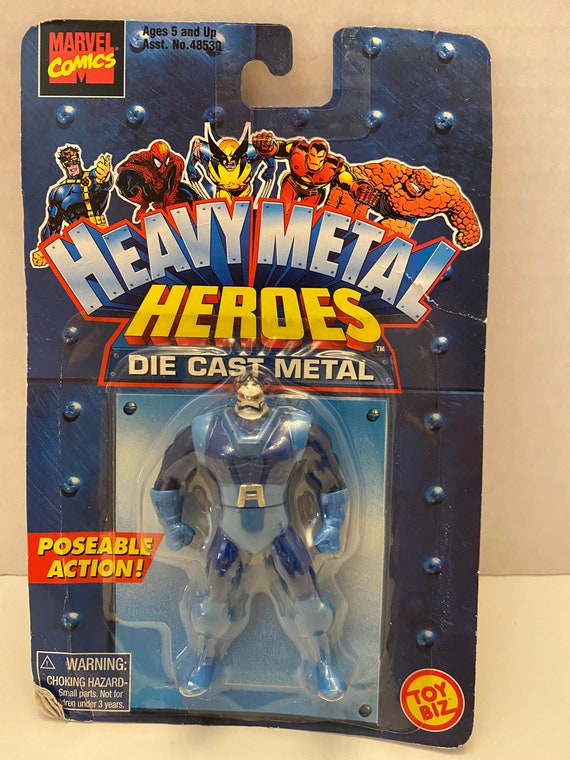 MARVEL
COMICS
M
Ages 5 and Up
Asst. No.48530
HEAVY METAL
HEROES
TM
DIE CAST METAL
A
POSEABLE
ACTION!
WARNING:
CHOKING HAZARD-
Small parts. Not for
under 3 years.
TOY
BIZ